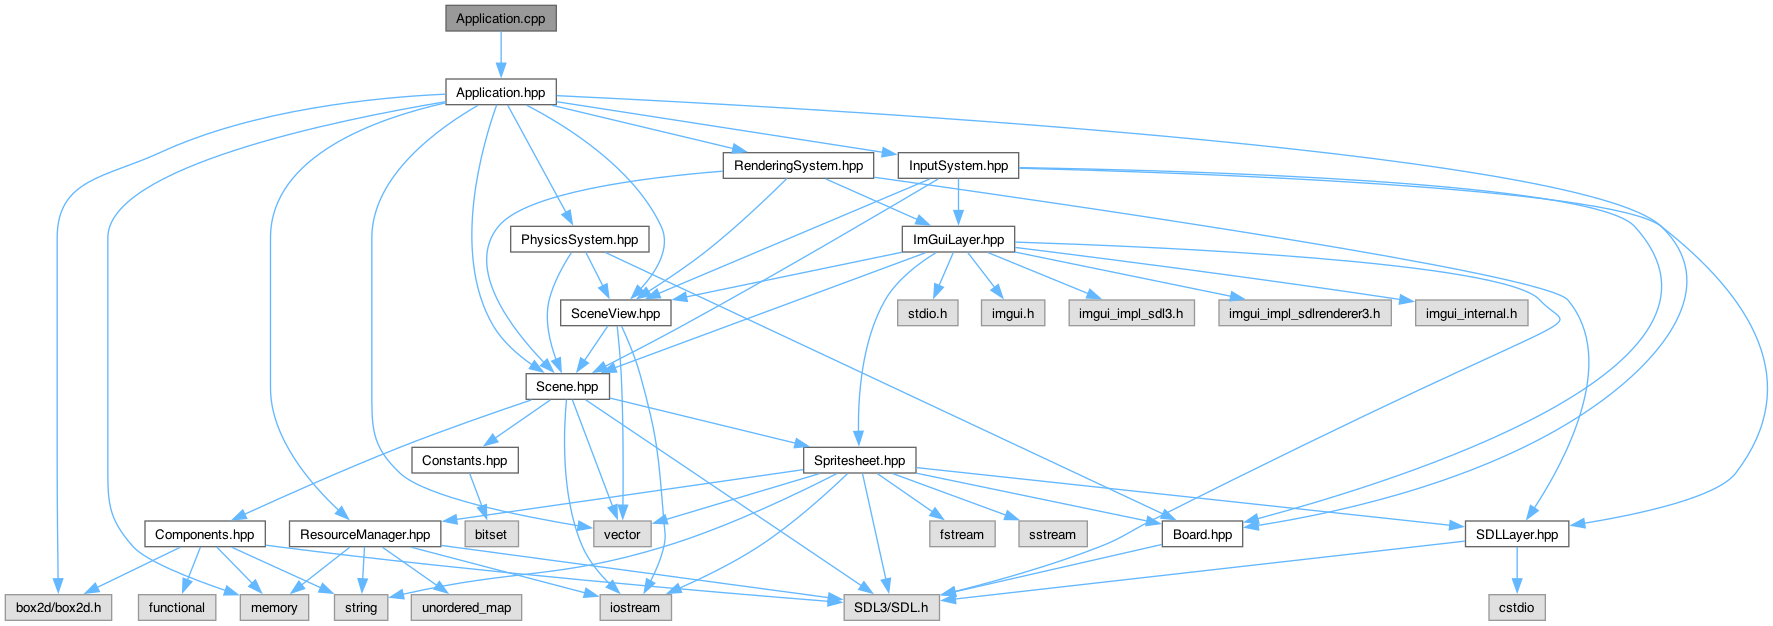 Application.cpp
Application.hpp
RenderingSystem.hpp
InputSystem.hpp
PhysicsSystem.hpp
ImGuiLayer.hpp
SceneView.hpp
stdio.h
imgui.h
imgui_impl_sdl3.h
imgui_impl_sdlrenderer3.h
imgui_internal.h
Scene.hpp
Constants.hpp
Spritesheet.hpp
Components.hpp
ResourceManager.hpp
bitset
vector
fstream
sstream
Board.hpp
SDLLayer.hpp
box2d/box2d.h
functional
memory
string
unordered_map
iostream
SDL3/SDL.h
cstdio